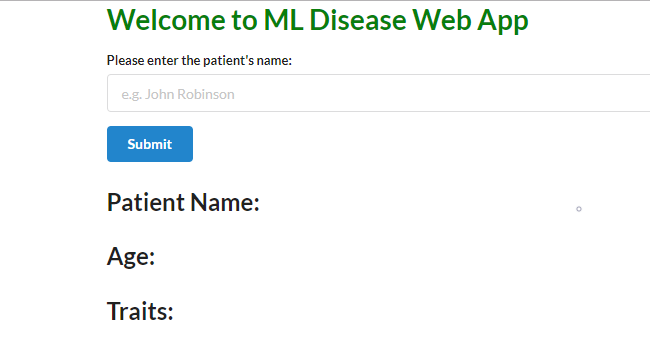 Welcome to ML Disease Web App
Please enter the patient's name:
e.g. John Robinson
Submit
Patient Name:
Age:
Traits: